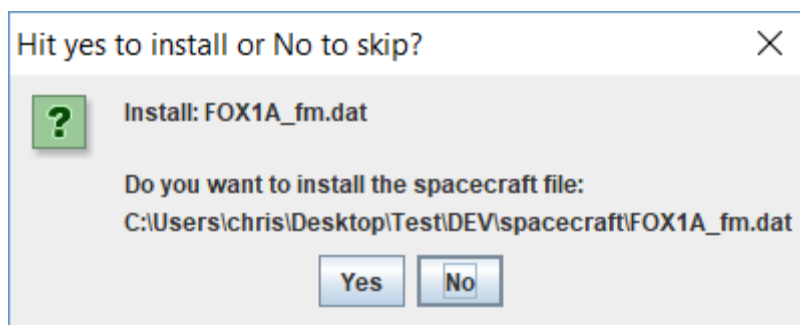 Hit yes to install or No to skip?
Install: FOX1A_fm.dat
Do you want to install the spacecraft file:
C:\Users\chris\Desktop\Test\DEV\spacecraft\FOX1A_fm.dat
Yes No